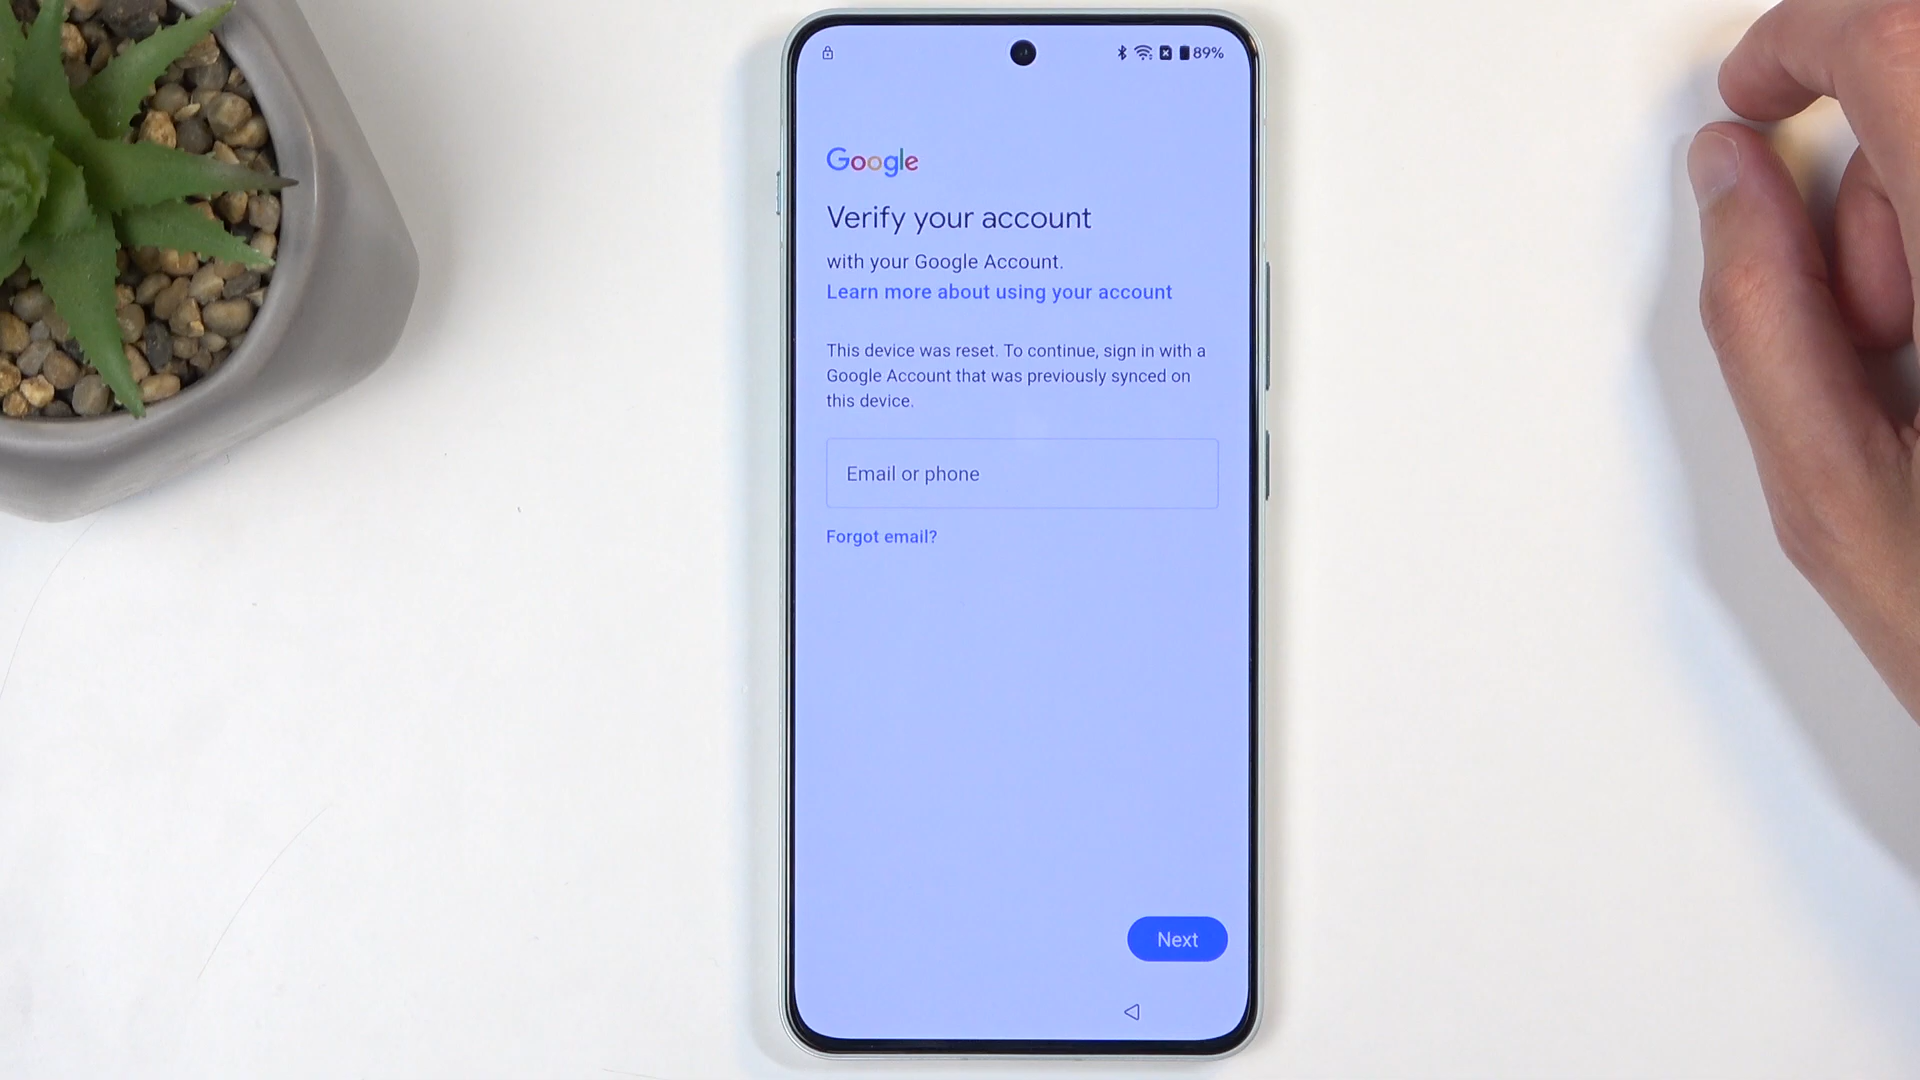 89%
Google
Verify your account
with your Google Account.
Learn more about using your account
This device was reset. To continue, sign in with a
Google Account that was previously synced on
this device.
Email or phone
Forgot email?
Next